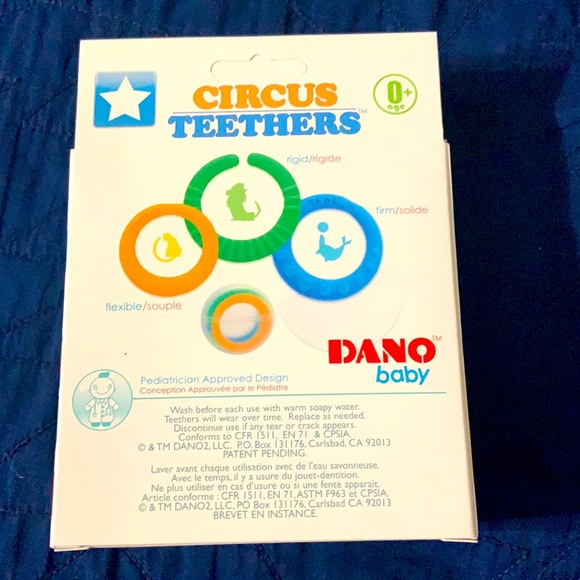 CIRCUS
TEETHERS™
0+
age
rigid/rigide
SEAL
firm/solide
flexible/souple
DANO™
baby
Pediatrician Approved Design
Conception Approuvée par le Pédiatre
Wash before each use with warm soapy water.
Teethers will wear over time. Replace as needed.
Discontinue use if any tear or crack appears.
Conforms to CFR 1511, EN 71 & CPSIA.
© & TM DANO2, LLC. P.O. Box 131176, Carlsbad, CA 92013
PATENT PENDING.
Laver avant chaque utilisation avec de l'eau savonneuse.
Avec le temps, il y a usure du jouet-dentition.
Ne plus utiliser en cas d'usure ou si une fente apparaît.
Article conforme : CFR 1511, EN 71, ASTM F963 et CPSIA.
© & TM DANO2, LLC, PO Box 131176, Carlsbad, CA 92013
BREVET EN INSTANCE.